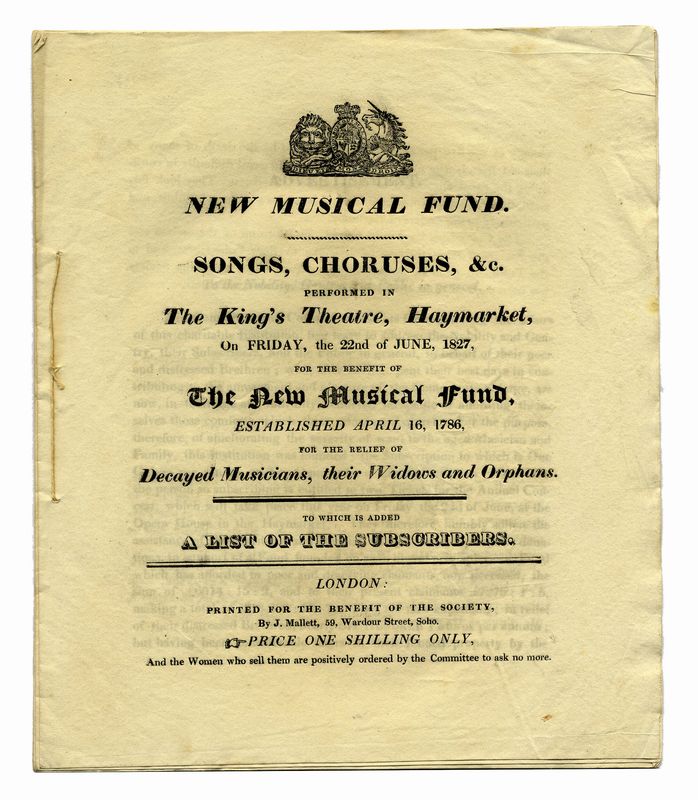 DIEU ET MON DROIT
NEW MUSICAL FUND.
SONGS, CHORUSES, &c.
PERFORMED IN
The King's Theatre, Haymarket,
On FRIDAY, the 22nd of JUNE, 1827,
FOR THE BENEFIT OF
The New Musical Fund,
ESTABLISHED APRIL 16, 1786,
FOR THE RELIEF OF
Decayed Musicians, their Widows and Orphans.
TO WHICH IS ADDED
A LIST OF THE SUBSCRIBERS.
LONDON:
PRINTED FOR THE BENEFIT OF THE SOCIETY,
By J. Mallett, 59, Wardour Street, Soho.
☞PRICE ONE SHILLING ONLY,
And the Women who sell them are positively ordered by the Committee to ask no more.